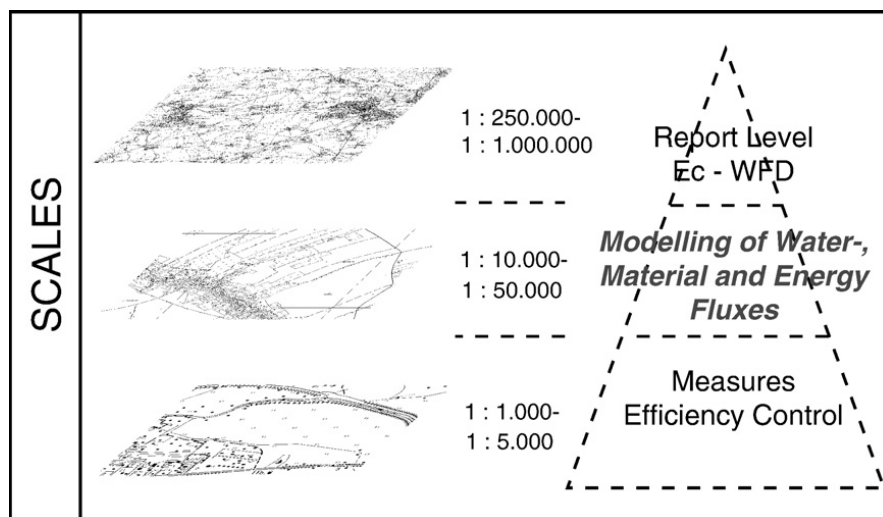 SCALES
1 : 250.000-
1 : 1.000.000
Report Level
Ec - WFD
1 : 10.000-
1 : 50.000
Modelling of Water-,
Material and Energy
Fluxes
1 : 1.000-
1 : 5.000
Measures
Efficiency Control